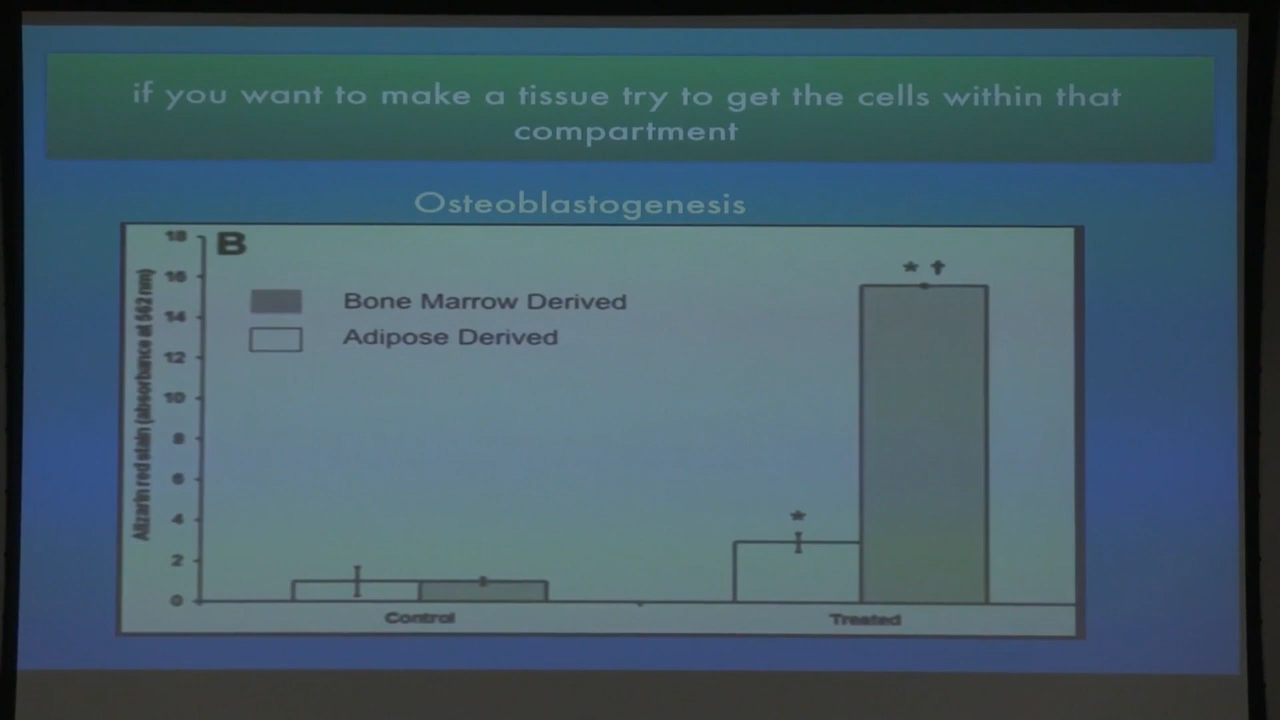 if you want to make a tissue try to get the cells within that
compartment
Osteoblastogenesis
B
18
16
14
12
10
8
6
4
2
0
Alizarin red stain (absorbance at 562 nm)
Bone Marrow Derived
Adipose Derived
* †
*
Control
Treated